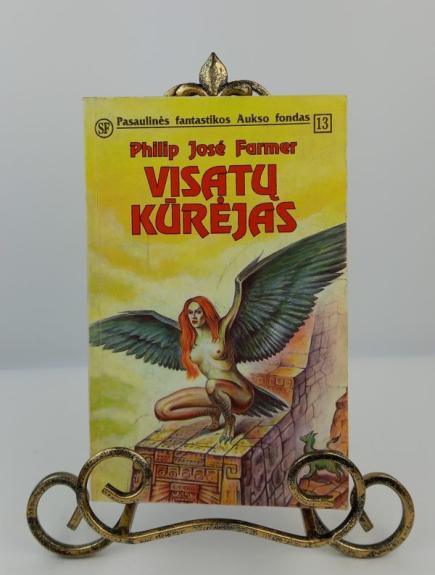 SF Pasaulinės fantastikos Aukso fondas 13
Philip José Farmer
VISATŲ
KŪRĖJAS